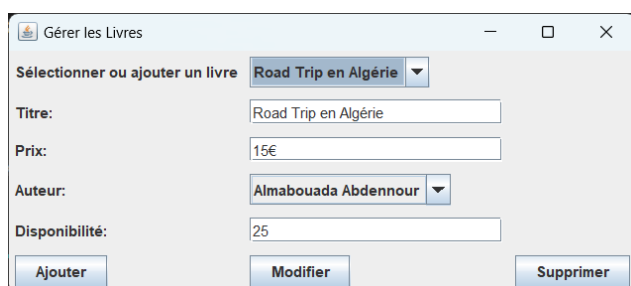 Gérer les Livres
Sélectionner ou ajouter un livre Road Trip en Algérie
Titre: Road Trip en Algérie
Prix: 15€
Auteur: Almabouada Abdennour
Disponibilité: 25
Ajouter Modifier Supprimer